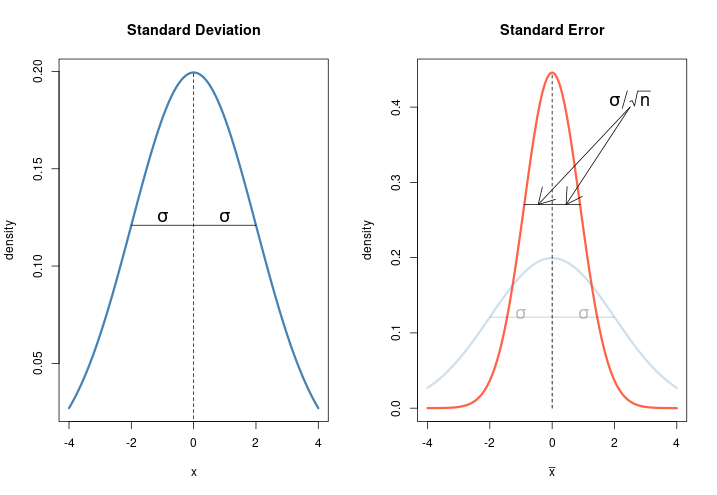 Standard Deviation
density
0.20
0.15
0.10
0.05
σ σ
-4 -2 0 2 4
x
Standard Error
density
0.4
0.3
0.2
0.1
0.0
σ/√n
σ σ
-4 -2 0 2 4
x̅